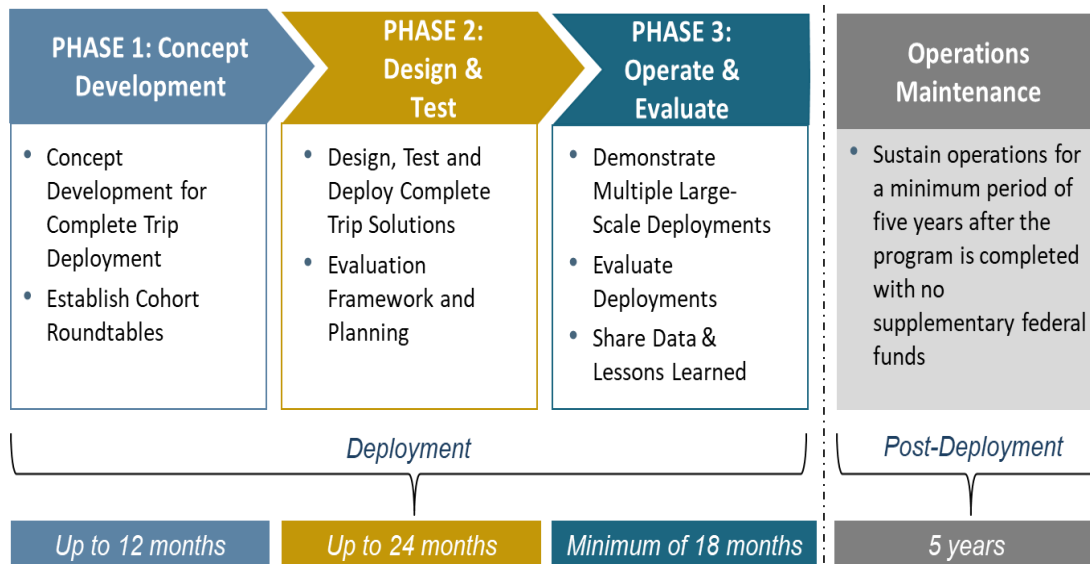 PHASE 1: Concept
Development
PHASE 2:
Design &
Test
PHASE 3:
Operate &
Evaluate
Operations
Maintenance
• Concept
Development for
Complete Trip
Deployment
• Establish Cohort
Roundtables
• Design, Test and
Deploy Complete
Trip Solutions
• Evaluation
Framework and
Planning
• Demonstrate
Multiple Large-
Scale Deployments
• Evaluate
Deployments
• Share Data &
Lessons Learned
• Sustain operations for
a minimum period of
five years after the
program is completed
with no
supplementary federal
funds
Deployment
Post-Deployment
Up to 12 months
Up to 24 months
Minimum of 18 months
5 years